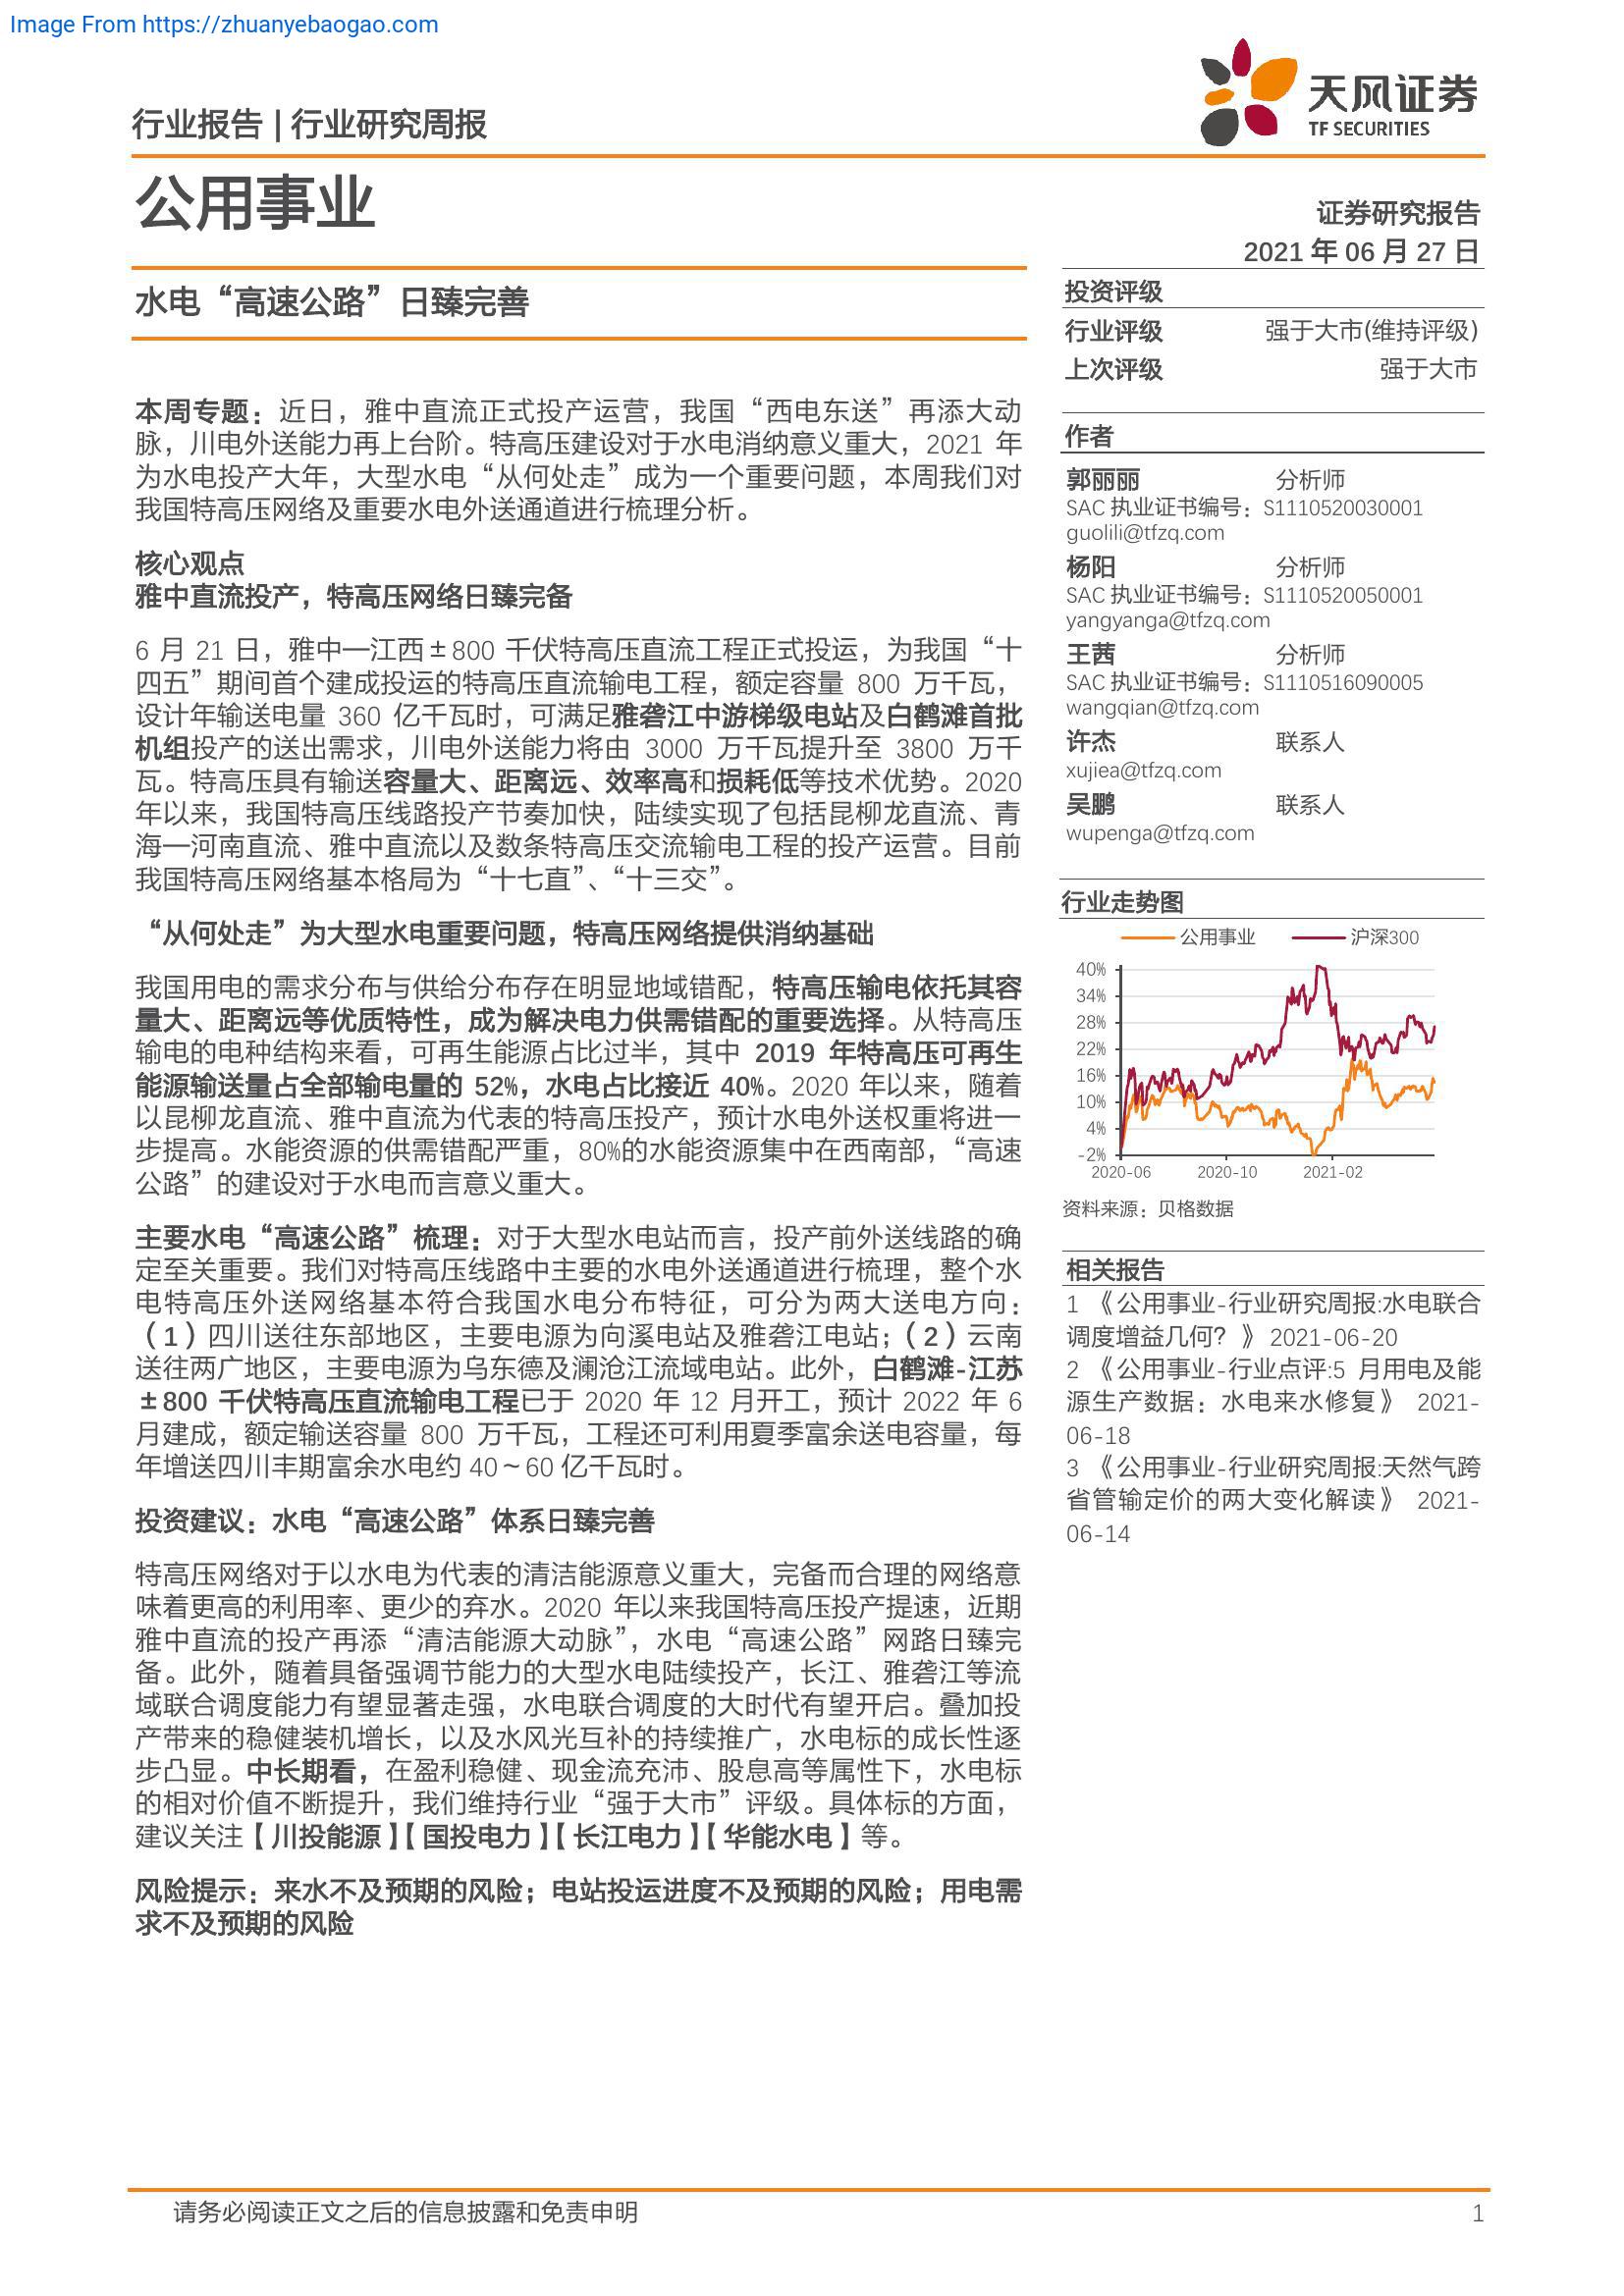 Image From https://zhuanyebaogao.com
行业报告 | 行业研究周报
天风证券
TF SECURITIES
公用事业
证券研究报告
2021 年 06 月 27 日
水电“高速公路”日臻完善
本周专题：近日，雅中直流正式投产运营，我国“西电东送”再添大动
脉，川电外送能力再上台阶。特高压建设对于水电消纳意义重大，2021 年
为水电投产大年，大型水电“从何处走”成为一个重要问题，本周我们对
我国特高压网络及重要水电外送通道进行梳理分析。
核心观点
雅中直流投产，特高压网络日臻完备
6 月 21 日，雅中—江西±800 千伏特高压直流工程正式投运，为我国“十
四五”期间首个建成投运的特高压直流输电工程，额定容量 800 万千瓦，
设计年输送电量 360 亿千瓦时，可满足雅砻江中游梯级电站及白鹤滩首批
机组投产的送出需求，川电外送能力将由 3000 万千瓦提升至 3800 万千
瓦。特高压具有输送容量大、距离远、效率高和损耗低等技术优势。2020
年以来，我国特高压线路投产节奏加快，陆续实现了包括昆柳龙直流、青
海—河南直流、雅中直流以及数条特高压交流输电工程的投产运营。目前
我国特高压网络基本格局为“十七直”、“十三交”。
“从何处走”为大型水电重要问题，特高压网络提供消纳基础
我国用电的需求分布与供给分布存在明显地域错配，特高压输电依托其容
量大、距离远等优质特性，成为解决电力供需错配的重要选择。从特高压
输电的电种结构来看，可再生能源占比过半，其中 2019 年特高压可再生
能源输送量占全部输电量的 52%，水电占比接近 40%。2020 年以来，随着
以昆柳龙直流、雅中直流为代表的特高压投产，预计水电外送权重将进一
步提高。水能资源的供需错配严重，80%的水能资源集中在西南部，“高速
公路”的建设对于水电而言意义重大。
主要水电“高速公路”梳理：对于大型水电站而言，投产前外送线路的确
定至关重要。我们对特高压线路中主要的水电外送通道进行梳理，整个水
电特高压外送网络基本符合我国水电分布特征，可分为两大送电方向：
（1）四川送往东部地区，主要电源为向溪电站及雅砻江电站；（2）云南
送往两广地区，主要电源为乌东德及澜沧江流域电站。此外，白鹤滩-江苏
±800 千伏特高压直流输电工程已于 2020 年 12 月开工，预计 2022 年 6
月建成，额定输送容量 800 万千瓦，工程还可利用夏季富余送电容量，每
年增送四川丰期富余水电约 40～60 亿千瓦时。
投资建议：水电“高速公路”体系日臻完善
特高压网络对于以水电为代表的清洁能源意义重大，完备而合理的网络意
味着更高的利用率、更少的弃水。2020 年以来我国特高压投产提速，近期
雅中直流的投产再添“清洁能源大动脉”，水电“高速公路”网路日臻完
备。此外，随着具备强调节能力的大型水电陆续投产，长江、雅砻江等流
域联合调度能力有望显著走强，水电联合调度的大时代有望开启。叠加投
产带来的稳健装机增长，以及水风光互补的持续推广，水电标的成长性逐
步凸显。中长期看，在盈利稳健、现金流充沛、股息高等属性下，水电标
的相对价值不断提升，我们维持行业“强于大市”评级。具体标的方面，
建议关注【川投能源】【国投电力】【长江电力】【华能水电】等。
风险提示：来水不及预期的风险；电站投运进度不及预期的风险；用电需
求不及预期的风险
投资评级
行业评级 强于大市(维持评级)
上次评级 强于大市
作者
郭丽丽 分析师
SAC 执业证书编号：S1110520030001
guolili@tfzq.com
杨阳 分析师
SAC 执业证书编号：S1110520050001
yangyanga@tfzq.com
王茜 分析师
SAC 执业证书编号：S1110516090005
wangqian@tfzq.com
许杰 联系人
xujiea@tfzq.com
吴鹏 联系人
wupenga@tfzq.com
行业走势图
公用事业 沪深300
40%
34%
28%
22%
16%
10%
4%
-2%
2020-06 2020-10 2021-02
资料来源：贝格数据
相关报告
1 《公用事业-行业研究周报:水电联合
调度增益几何？》 2021-06-20
2 《公用事业-行业点评:5 月用电及能
源生产数据：水电来水修复》 2021-
06-18
3 《公用事业-行业研究周报:天然气跨
省管输定价的两大变化解读》 2021-
06-14
请务必阅读正文之后的信息披露和免责申明 1